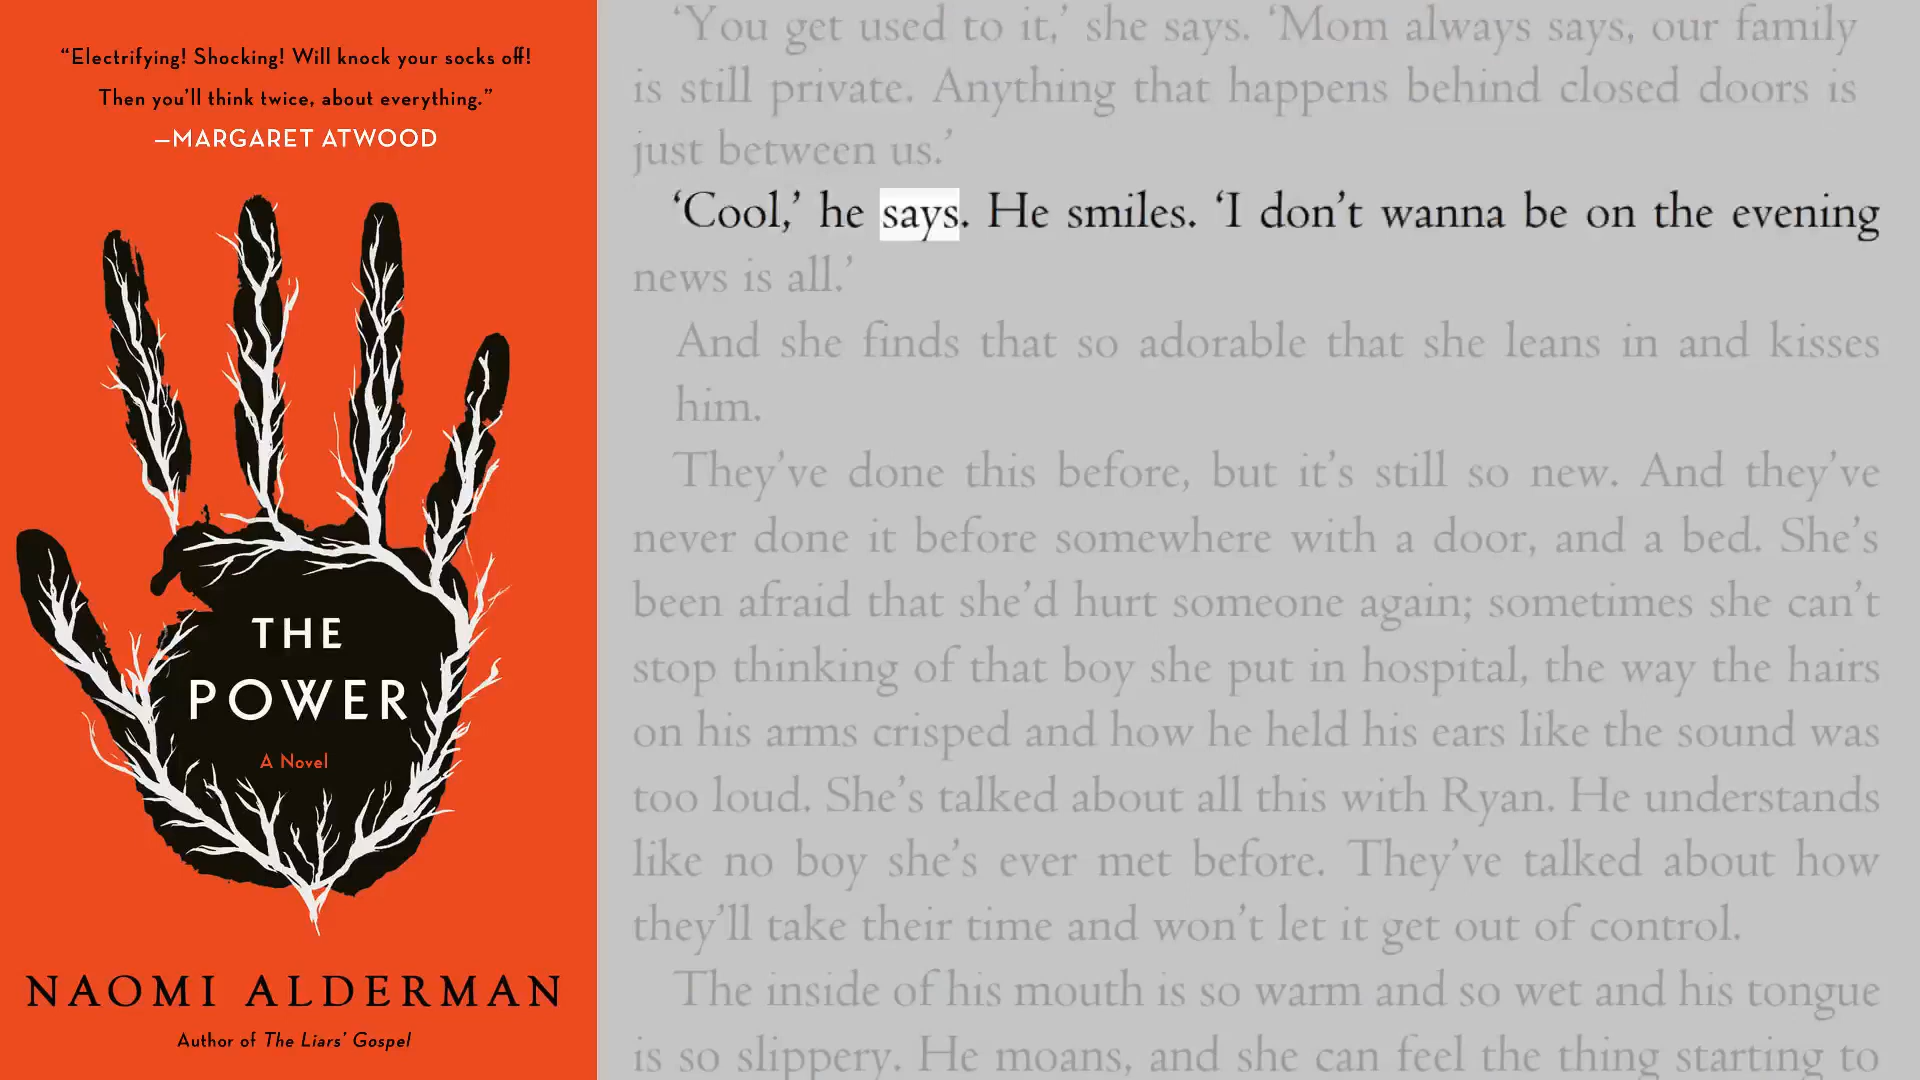 “Electrifying! Shocking! Will knock your socks off!
Then you’ll think twice, about everything.”
—MARGARET ATWOOD
THE
POWER
A Novel
NAOMI ALDERMAN
Author of The Liars’ Gospel
‘You get used to it,’ she says. ‘Mom always says, our family
is still private. Anything that happens behind closed doors is
just between us.’
‘Cool,’ he says. He smiles. ‘I don’t wanna be on the evening
news is all.’
And she finds that so adorable that she leans in and kisses
him.
They’ve done this before, but it’s still so new. And they’ve
never done it before somewhere with a door, and a bed. She’s
been afraid that she’d hurt someone again; sometimes she can’t
stop thinking of that boy she put in hospital, the way the hairs
on his arms crisped and how he held his ears like the sound was
too loud. She’s talked about all this with Ryan. He understands
like no boy she’s ever met before. They’ve talked about how
they’ll take their time and won’t let it get out of control.
The inside of his mouth is so warm and so wet and his tongue
is so slippery. He moans, and she can feel the thing starting to